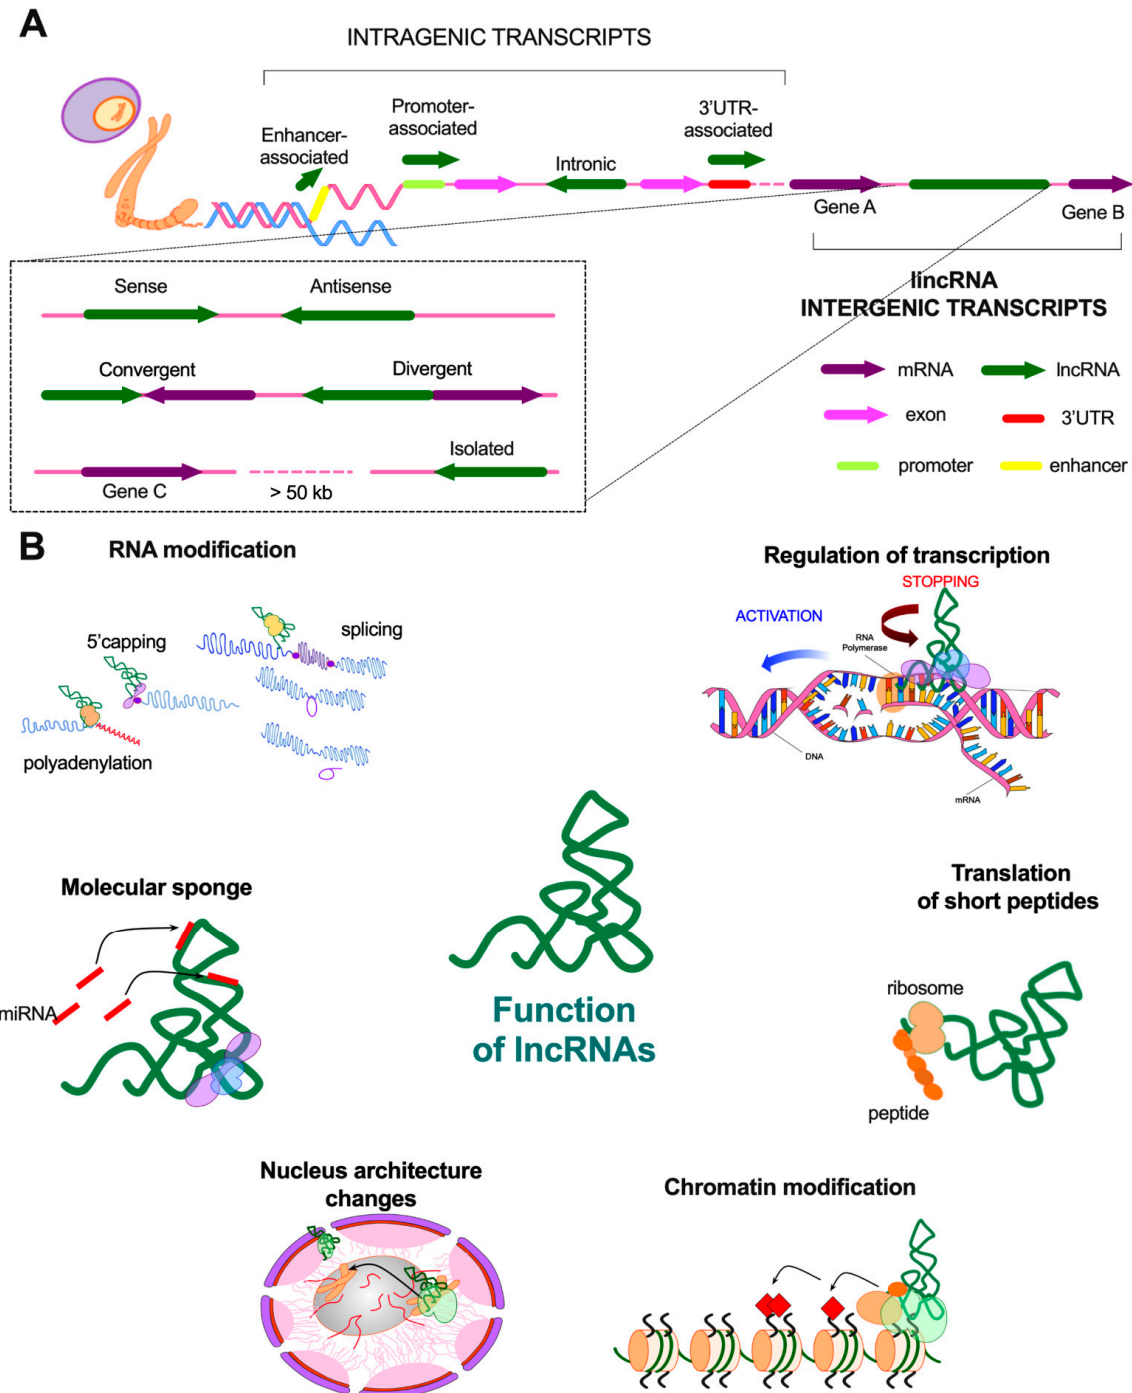 A
INTRAGENIC TRANSCRIPTS
Promoter-
associated
3’UTR-
associated
Enhancer-
associated
Intronic
Gene A
Gene B
lincRNA
INTERGENIC TRANSCRIPTS
Sense
Antisense
Convergent
Divergent
Isolated
Gene C
> 50 kb
mRNA
lncRNA
exon
3’UTR
promoter
enhancer
B
RNA modification
5’capping
splicing
polyadenylation
Regulation of transcription
STOPPING
ACTIVATION
RNA
Polymerase
DNA
mRNA
Molecular sponge
miRNA
Function
of lncRNAs
Translation
of short peptides
ribosome
peptide
Nucleus architecture
changes
Chromatin modification